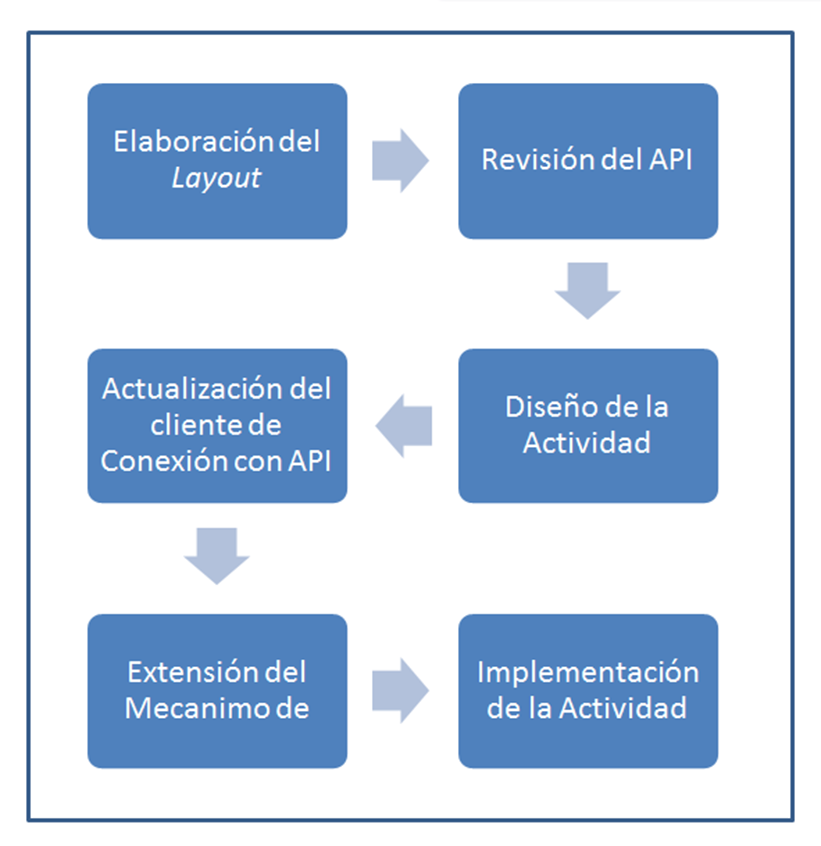 Elaboración del
Layout
Revisión del API
Diseño de la
Actividad
Actualización del
cliente de
Conexión con API
Extensión del
Mecanimo de
Implementación
de la Actividad